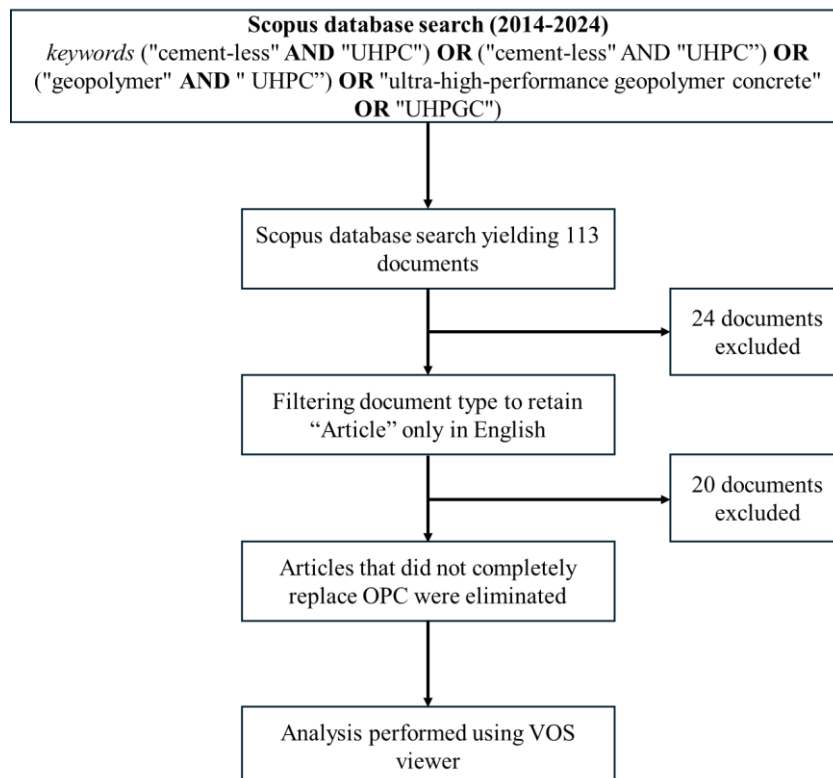 Scopus database search (2014-2024)
keywords ("cement-less" AND "UHPC") OR ("cement-less" AND "UHPC”) OR
("geopolymer" AND " UHPC”) OR "ultra-high-performance geopolymer concrete"
OR "UHPGC")
Scopus database search yielding 113
documents
24 documents
excluded
Filtering document type to retain
“Article” only in English
20 documents
excluded
Articles that did not completely
replace OPC were eliminated
Analysis performed using VOS
viewer